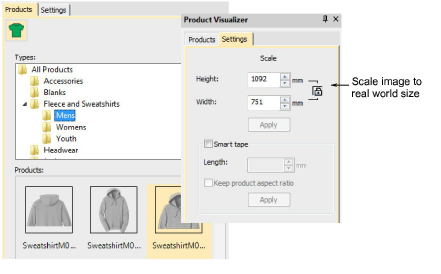 Products Settings
Types:
All Products
Accessories
Blanks
Fleece and Sweatshirts
Mens
Womens
Youth
Headwear
Products:
SweatshirtM0... SweatshirtM0... SweatshirtM0...
Product Visualizer
Products Settings
Scale
Height: 1092 mm
Width: 751 mm
Apply
Smart tape
Length: mm
Keep product aspect ratio
Apply
Scale image to
real world size